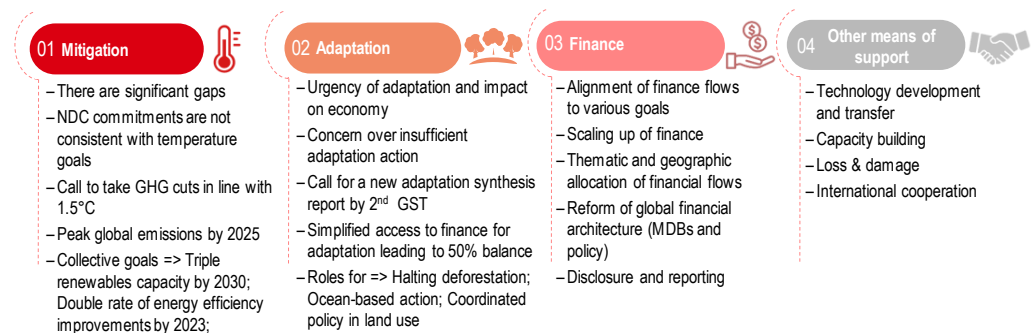 01 Mitigation
– There are significant gaps
– NDC commitments are not
consistent with temperature
goals
– Call to take GHG cuts in line with
1.5°C
– Peak global emissions by 2025
– Collective goals => Triple
renewables capacity by 2030;
Double rate of energy efficiency
improvements by 2023;
02 Adaptation
– Urgency of adaptation and impact
on economy
– Concern over insufficient
adaptation action
– Call for a new adaptation synthesis
report by 2nd GST
– Simplified access to finance for
adaptation leading to 50% balance
– Roles for => Halting deforestation;
Ocean-based action; Coordinated
policy in land use
03 Finance
– Alignment of finance flows
to various goals
– Scaling up of finance
– Thematic and geographic
allocation of financial flows
– Reform of global financial
architecture (MDBs and
policy)
– Disclosure and reporting
04 Other means of
support
– Technology development
and transfer
– Capacity building
– Loss & damage
– International cooperation